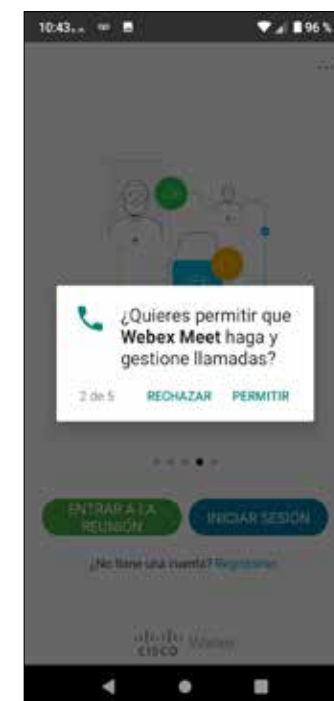 10:43
96 %
¿Quieres permitir que
Webex Meet haga y
gestione llamadas?
2 de 5 RECHAZAR PERMITIR
ENTRAR A LA
REUNIÓN
INICIAR SESIÓN
¿No tiene una cuenta? Registrarse
CISCO Webex